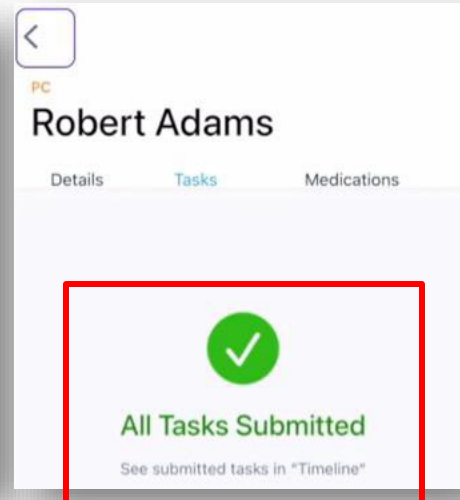 PC
Robert Adams
Details Tasks Medications
All Tasks Submitted
See submitted tasks in "Timeline"